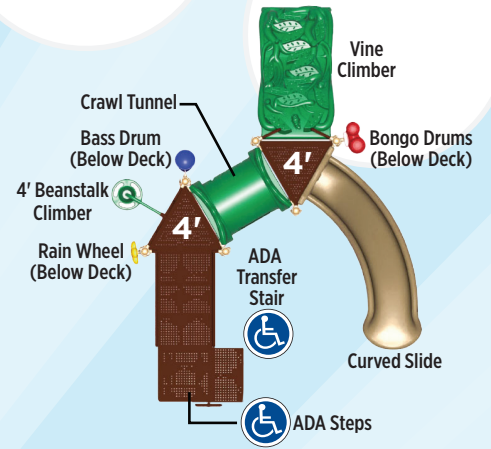 Vine
Climber
Crawl Tunnel
Bass Drum
(Below Deck)
Bongo Drums
(Below Deck)
4'
4' Beanstalk
Climber
4'
Rain Wheel
(Below Deck)
ADA
Transfer
Stair
Curved Slide
ADA Steps